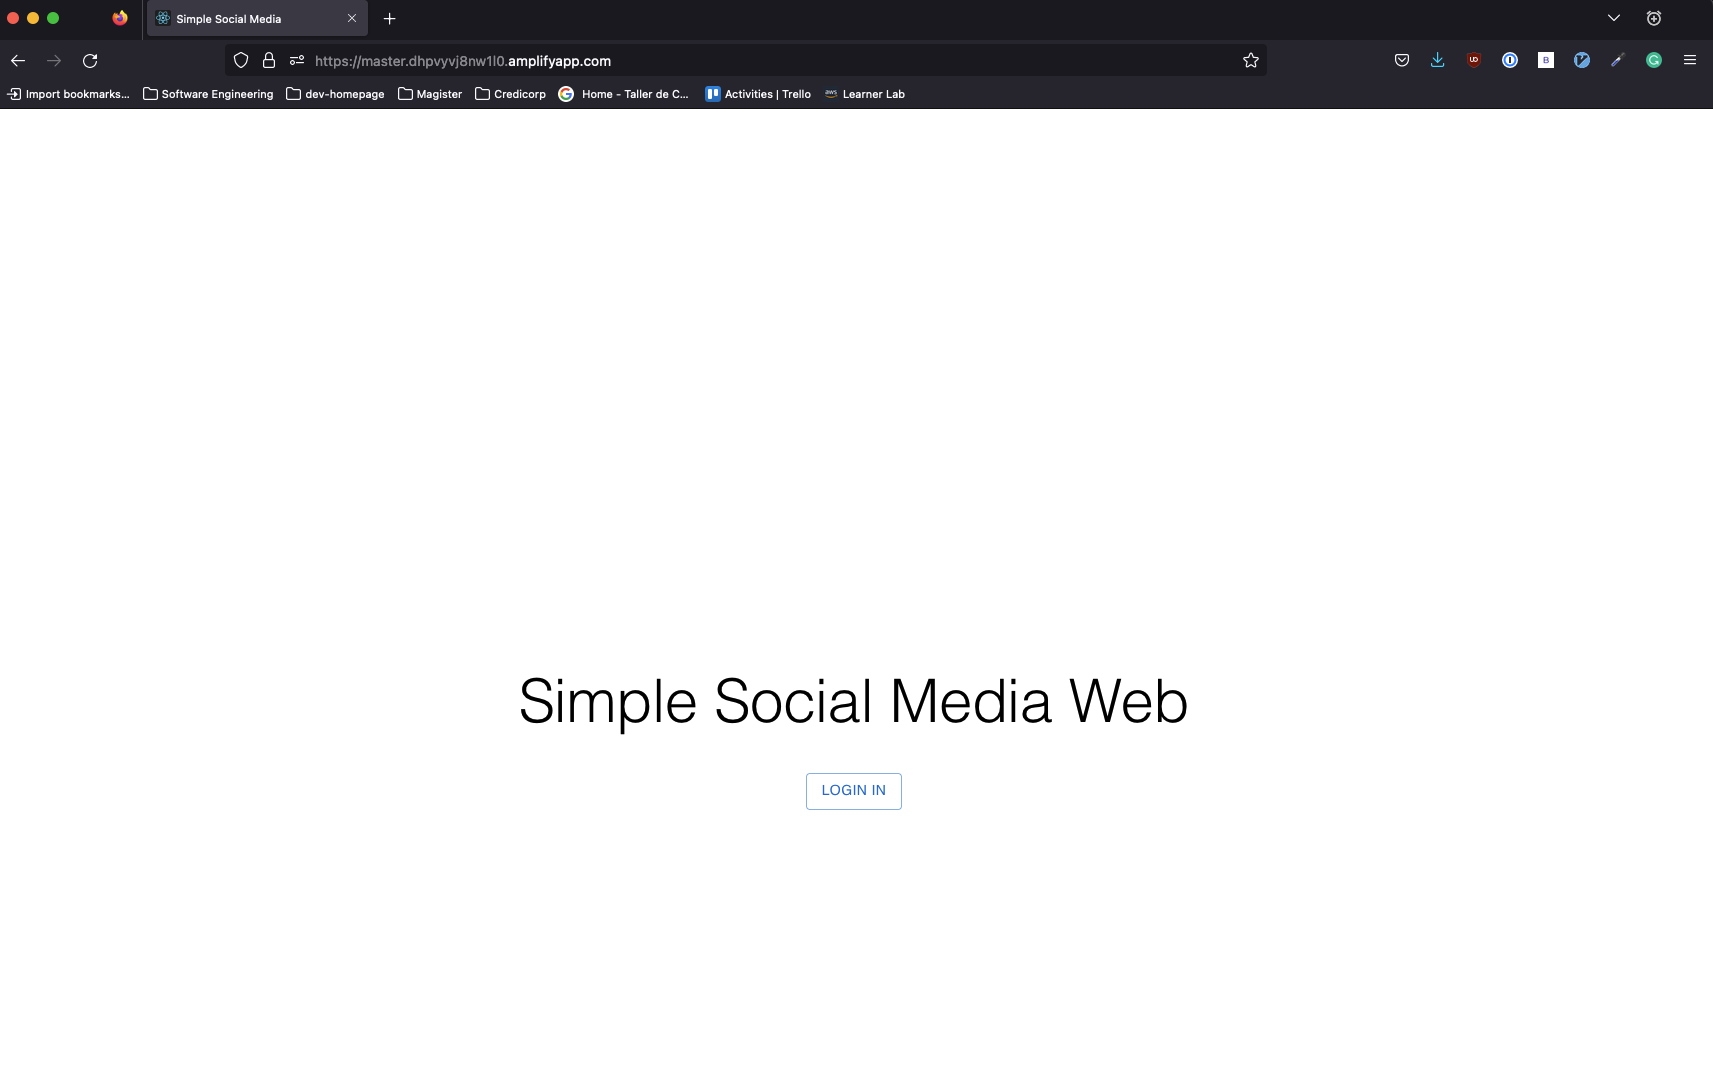 Simple Social Media
https://master.dhpvyvj8nw1l0.amplifyapp.com
Import bookmarks... Software Engineering dev-homepage Magister Credicorp Home - Taller de C... Activities | Trello aws Learner Lab
Simple Social Media Web
LOGIN IN